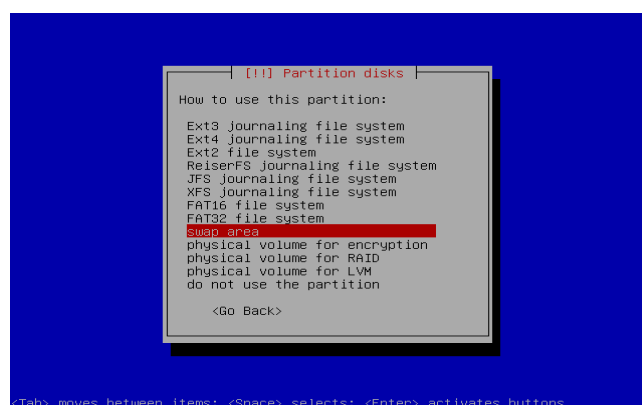 [!!] Partition disks
How to use this partition:
Ext3 journaling file system
Ext4 journaling file system
Ext2 file system
ReiserFS journaling file system
JFS journaling file system
XFS journaling file system
FAT16 file system
FAT32 file system
swap area
physical volume for encryption
physical volume for RAID
physical volume for LVM
do not use the partition
<Go Back>
<Tab> moves between items; <Space> selects; <Enter> activates buttons